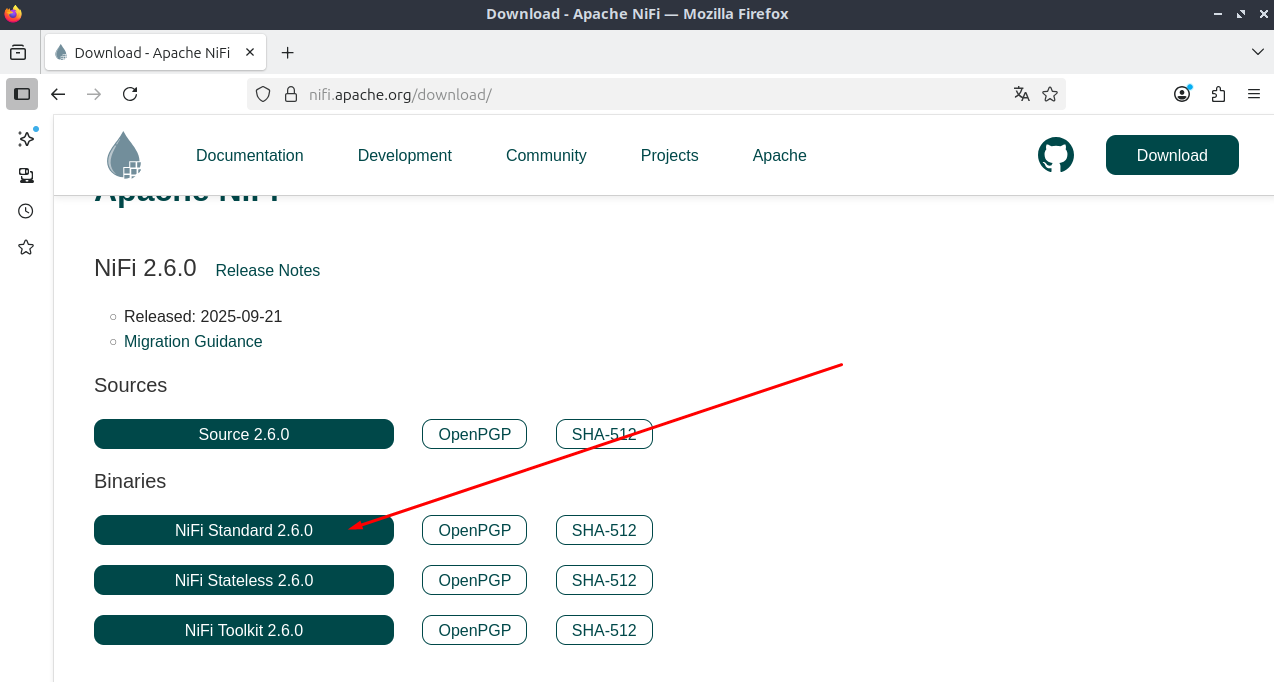 Download - Apache NiFi — Mozilla Firefox
Download - Apache NiFi
nifi.apache.org/download/
Documentation Development Community Projects Apache Download
Apache NiFi
NiFi 2.6.0 Release Notes
Released: 2025-09-21
Migration Guidance
Sources
Source 2.6.0 OpenPGP SHA-512
Binaries
NiFi Standard 2.6.0 OpenPGP SHA-512
NiFi Stateless 2.6.0 OpenPGP SHA-512
NiFi Toolkit 2.6.0 OpenPGP SHA-512